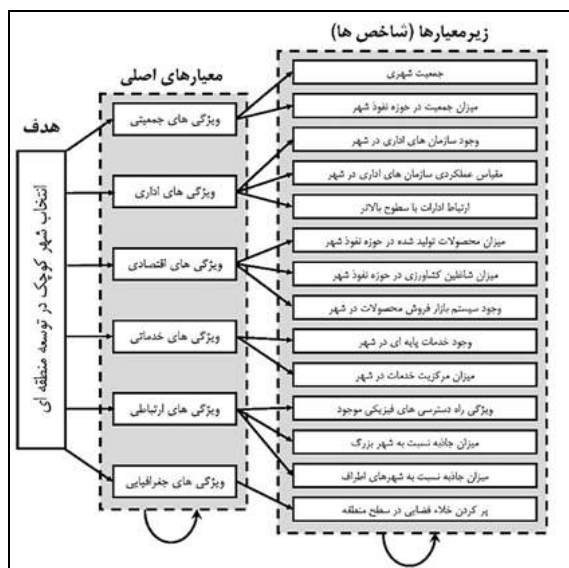 زیرمعیارها (شاخص ها)
معیارهای اصلی
هدف
انتخاب شهر کوچک در توسعه منطقه ای
ویژگی های جمعیتی
ویژگی های اداری
ویژگی های اقتصادی
ویژگی های خدماتی
ویژگی های ارتباطی
ویژگی های جغرافیایی
جمعیت شهری
میزان جمعیت در حوزه نفوذ شهر
وجود سازمان های اداری در شهر
مقیاس عملکردی سازمان های اداری در شهر
ارتباط ادارات با سطوح بالاتر
میزان محصولات تولید شده در حوزه نفوذ شهر
میزان شاغلین کشاورزی در حوزه نفوذ شهر
وجود سیستم بازار فروش محصولات در شهر
وجود خدمات پایه ای در شهر
میزان مرکزیت خدمات در شهر
ویژگی راه دسترسی های فیزیکی موجود
میزان جاذبه نسبت به شهر بزرگ
میزان جاذبه نسبت به شهرهای اطراف
پر کردن خلاء فضایی در سطح منطقه